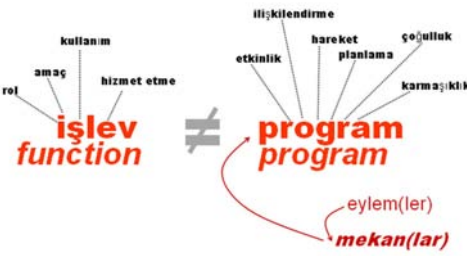 ilişkilendirme
kullanım
hareket
çoğulluk
etkinlik
planlama
amaç
hizmet etme
karmaşıklık
rol
işlev ≠ program
function program
eylem(ler)
mekan(lar)